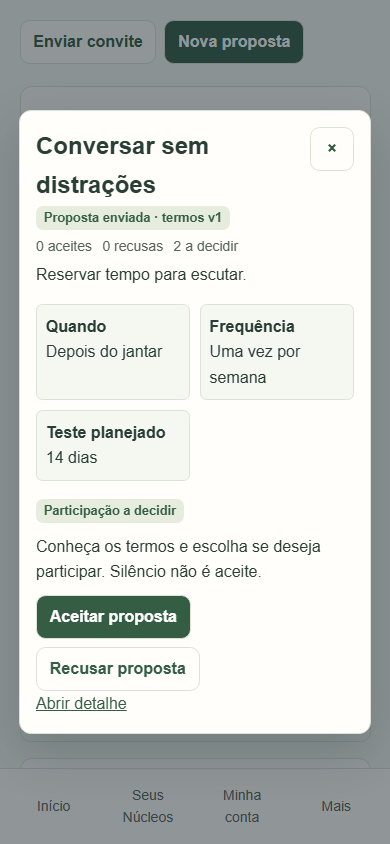 Enviar convite
Nova proposta
Conversar sem
distrações
×
Proposta enviada · termos v1
0 aceites 0 recusas 2 a decidir
Reservar tempo para escutar.
Quando
Depois do jantar
Frequência
Uma vez por
semana
Teste planejado
14 dias
Participação a decidir
Conheça os termos e escolha se deseja
participar. Silêncio não é aceite.
Aceitar proposta
Recusar proposta
Abrir detalhe
Início
Seus
Núcleos
Minha
conta
Mais